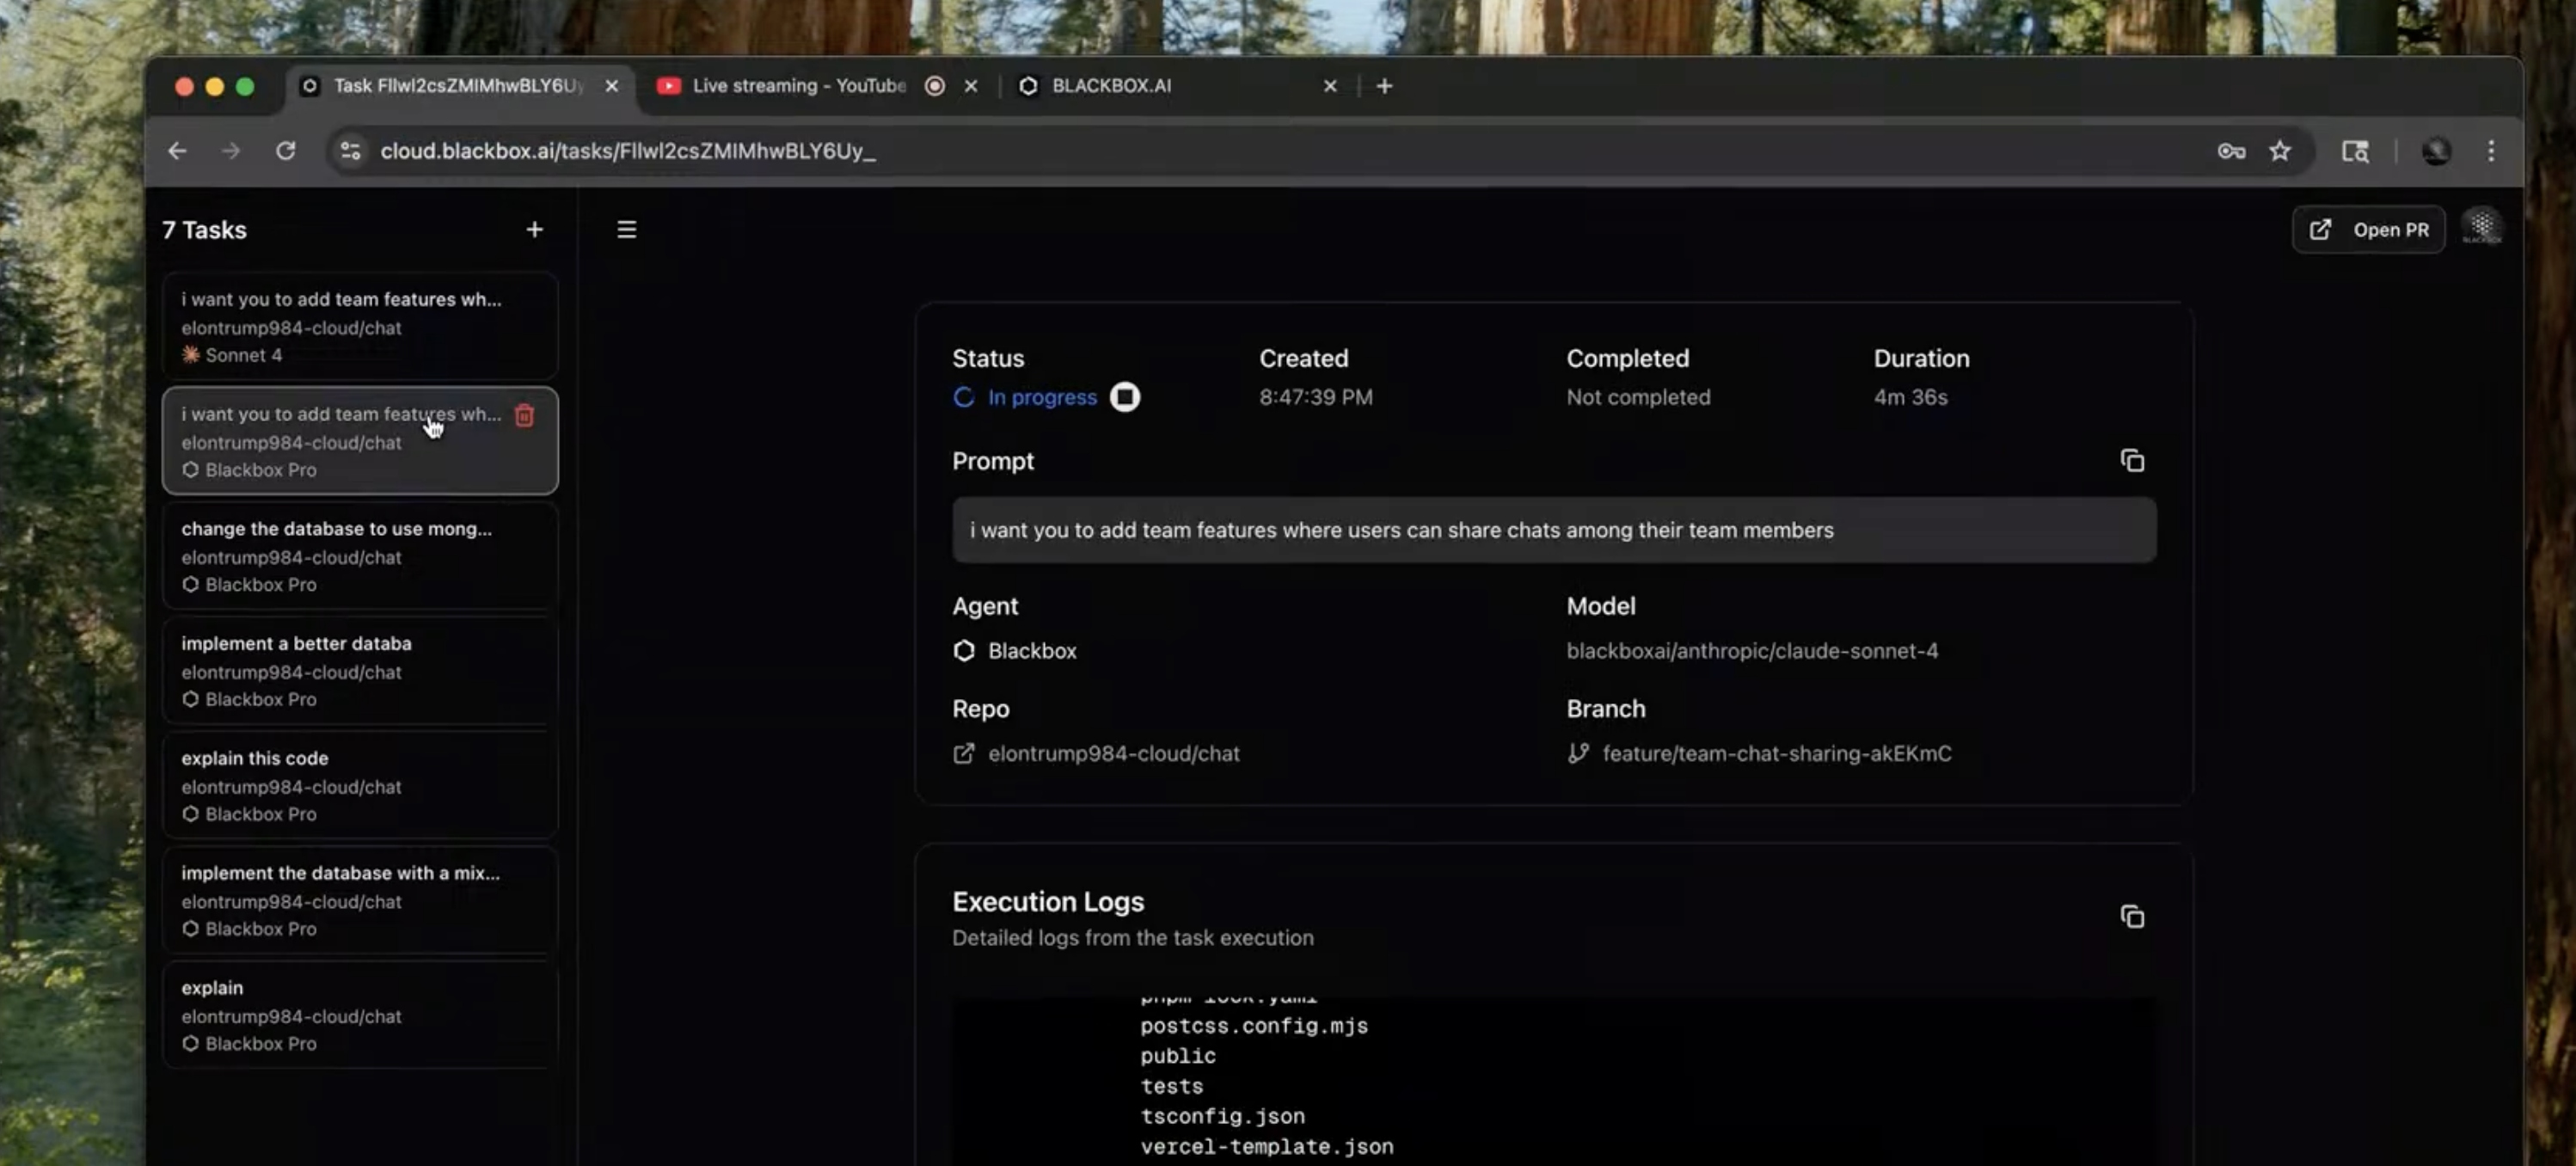 Task FIlwI2csZMIMhwBLY6Uy
Live streaming - YouTube
BLACKBOX.AI
cloud.blackbox.ai/tasks/FIlwI2csZMIMhwBLY6Uy_
7 Tasks
Open PR
i want you to add team features wh...
elontrump984-cloud/chat
Sonnet 4
i want you to add team features wh...
elontrump984-cloud/chat
Blackbox Pro
change the database to use mong...
elontrump984-cloud/chat
Blackbox Pro
implement a better databa
elontrump984-cloud/chat
Blackbox Pro
explain this code
elontrump984-cloud/chat
Blackbox Pro
implement the database with a mix...
elontrump984-cloud/chat
Blackbox Pro
explain
elontrump984-cloud/chat
Blackbox Pro
Status
Created
Completed
Duration
In progress
8:47:39 PM
Not completed
4m 36s
Prompt
i want you to add team features where users can share chats among their team members
Agent
Model
Blackbox
blackboxai/anthropic/claude-sonnet-4
Repo
Branch
elontrump984-cloud/chat
feature/team-chat-sharing-akEKmC
Execution Logs
Detailed logs from the task execution
pnpm-lock.yaml
postcss.config.mjs
public
tests
tsconfig.json
vercel-template.json